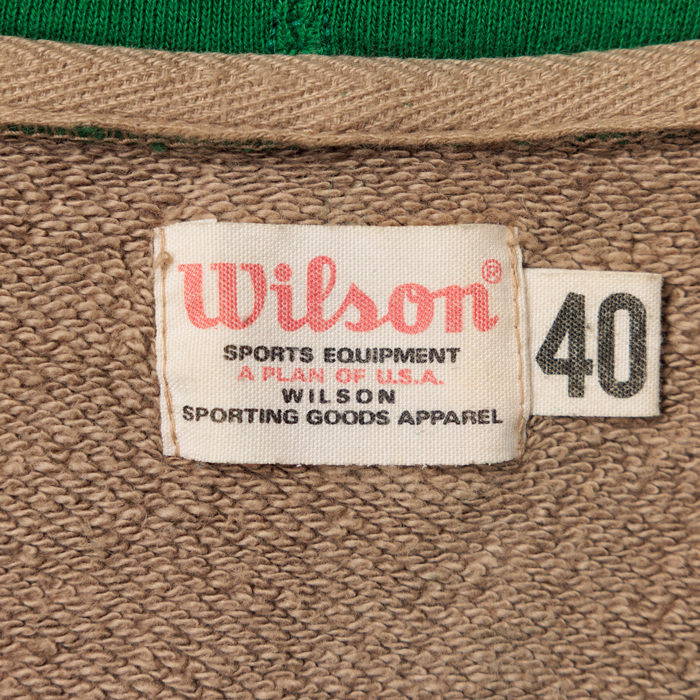 Wilson®
SPORTS EQUIPMENT
A PLAN OF U.S.A.
WILSON
SPORTING GOODS APPAREL
40